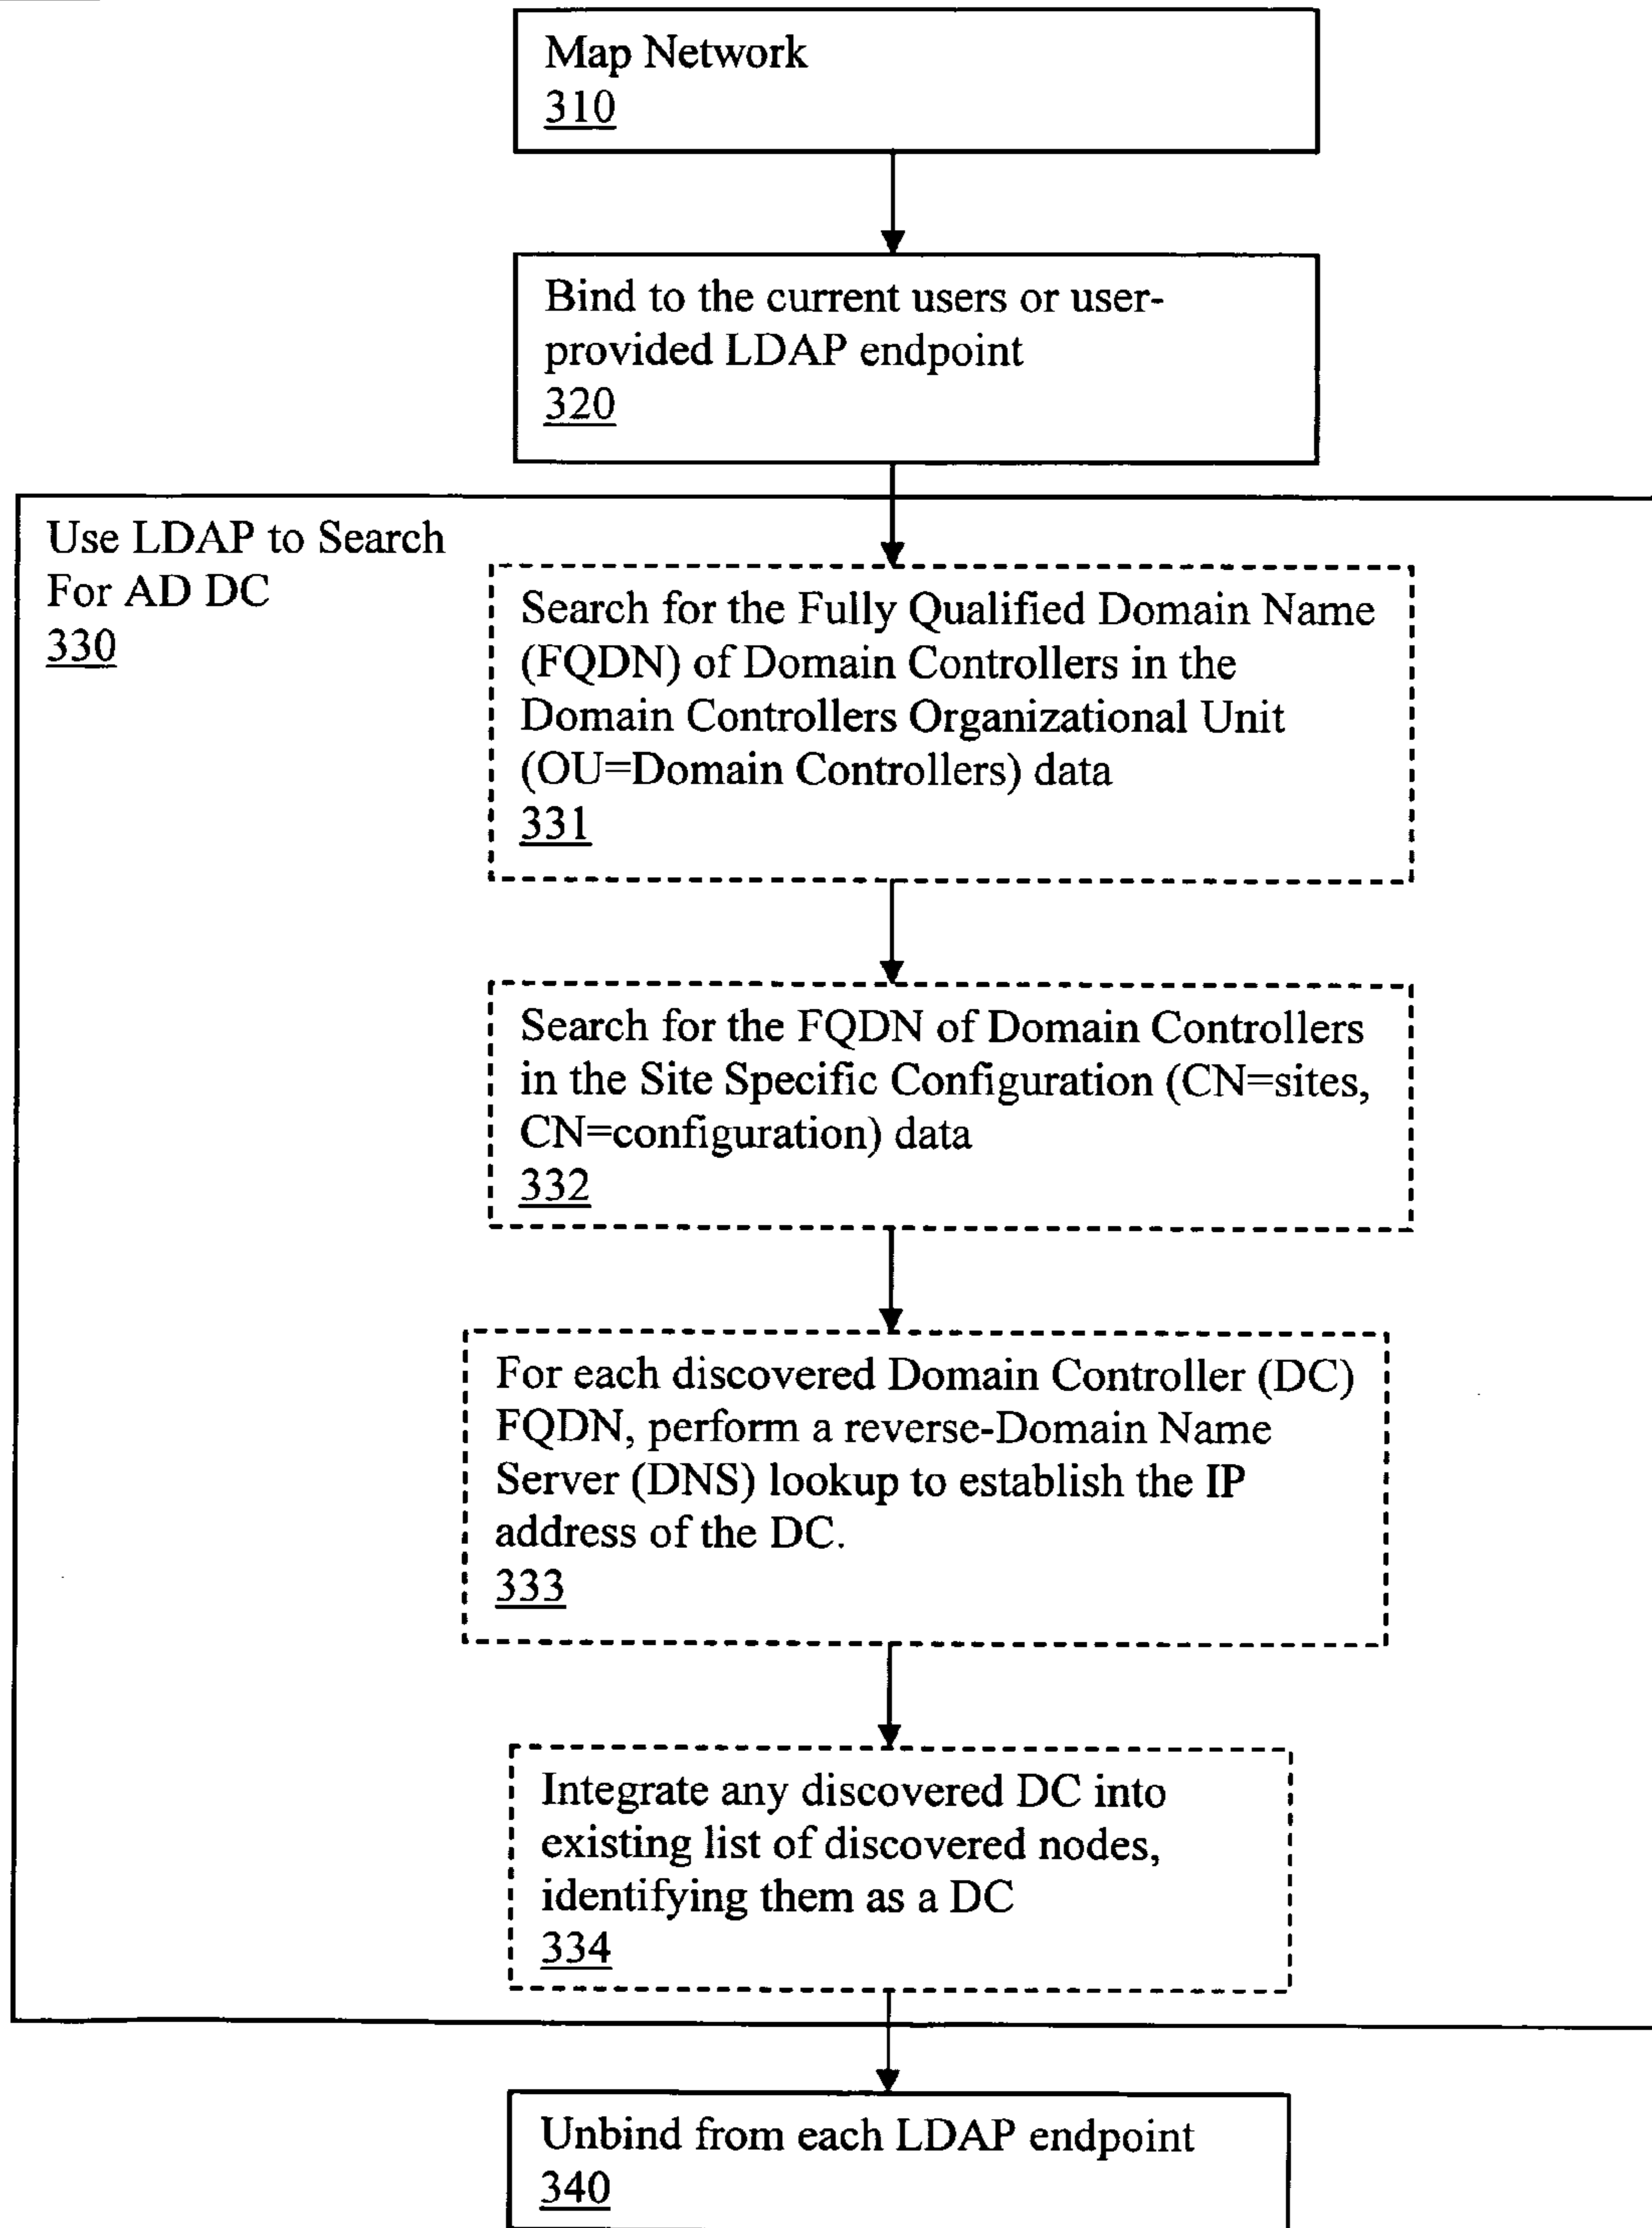 Map Network
310
Bind to the current users or user-
provided LDAP endpoint
320
Use LDAP to Search
For AD DC
330
Search for the Fully Qualified Domain Name
(FQDN) of Domain Controllers in the
Domain Controllers Organizational Unit
(OU=Domain Controllers) data
331
Search for the FQDN of Domain Controllers
in the Site Specific Configuration (CN=sites,
CN=configuration) data
332
For each discovered Domain Controller (DC)
FQDN, perform a reverse-Domain Name
Server (DNS) lookup to establish the IP
address of the DC.
333
Integrate any discovered DC into
existing list of discovered nodes,
identifying them as a DC
334
Unbind from each LDAP endpoint
340